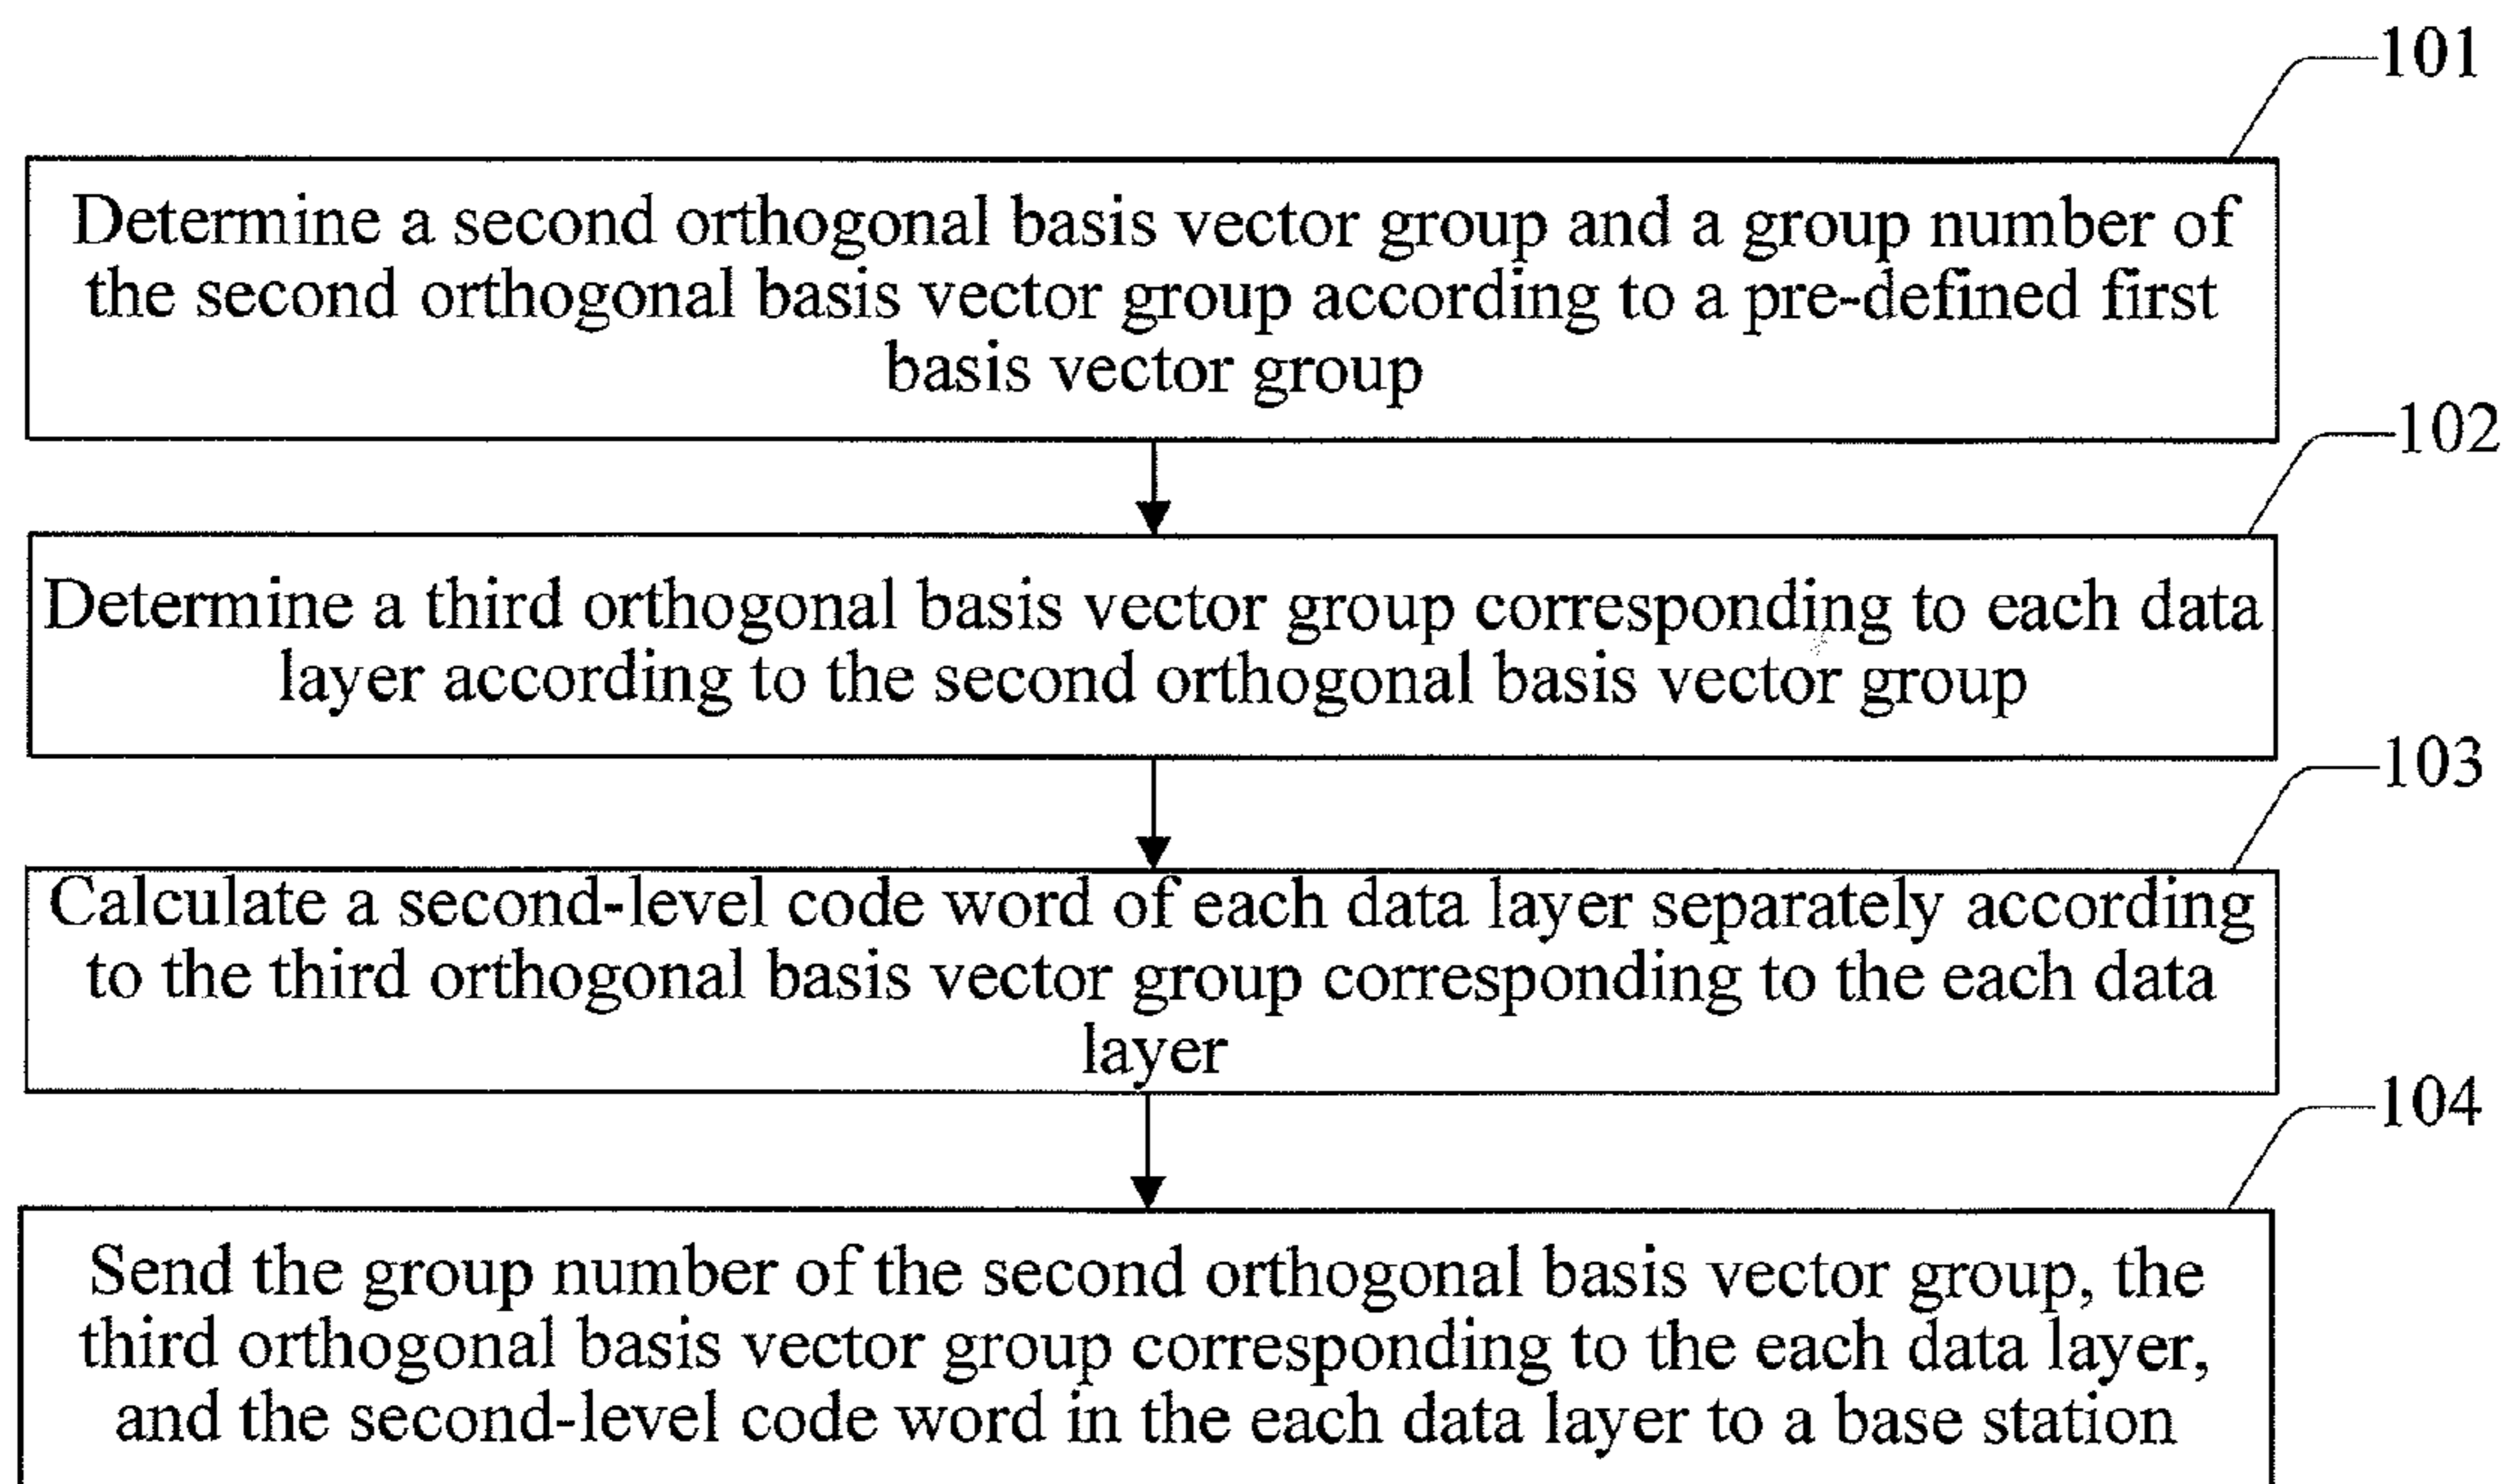 101
Determine a second orthogonal basis vector group and a group number of
the second orthogonal basis vector group according to a pre-defined first
basis vector group
102
Determine a third orthogonal basis vector group corresponding to each data
layer according to the second orthogonal basis vector group
103
Calculate a second-level code word of each data layer separately according
to the third orthogonal basis vector group corresponding to the each data
layer
104
Send the group number of the second orthogonal basis vector group, the
third orthogonal basis vector group corresponding to the each data layer,
and the second-level code word in the each data layer to a base station